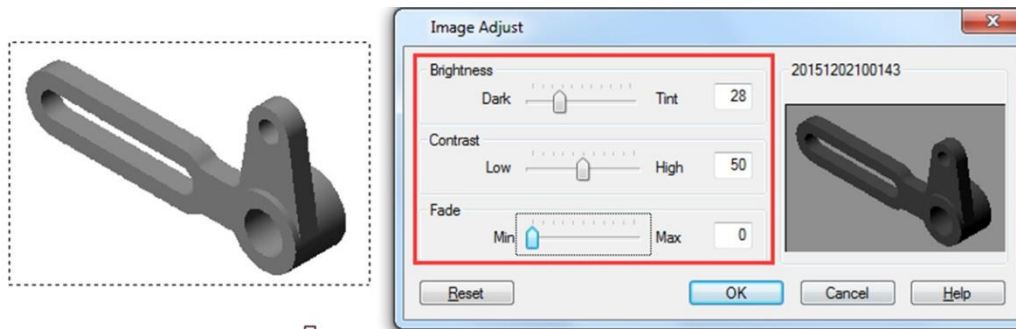 Image Adjust
Brightness
Dark Tint 28
20151202100143
Contrast
Low High 50
Fade
Min Max 0
Reset OK Cancel Help